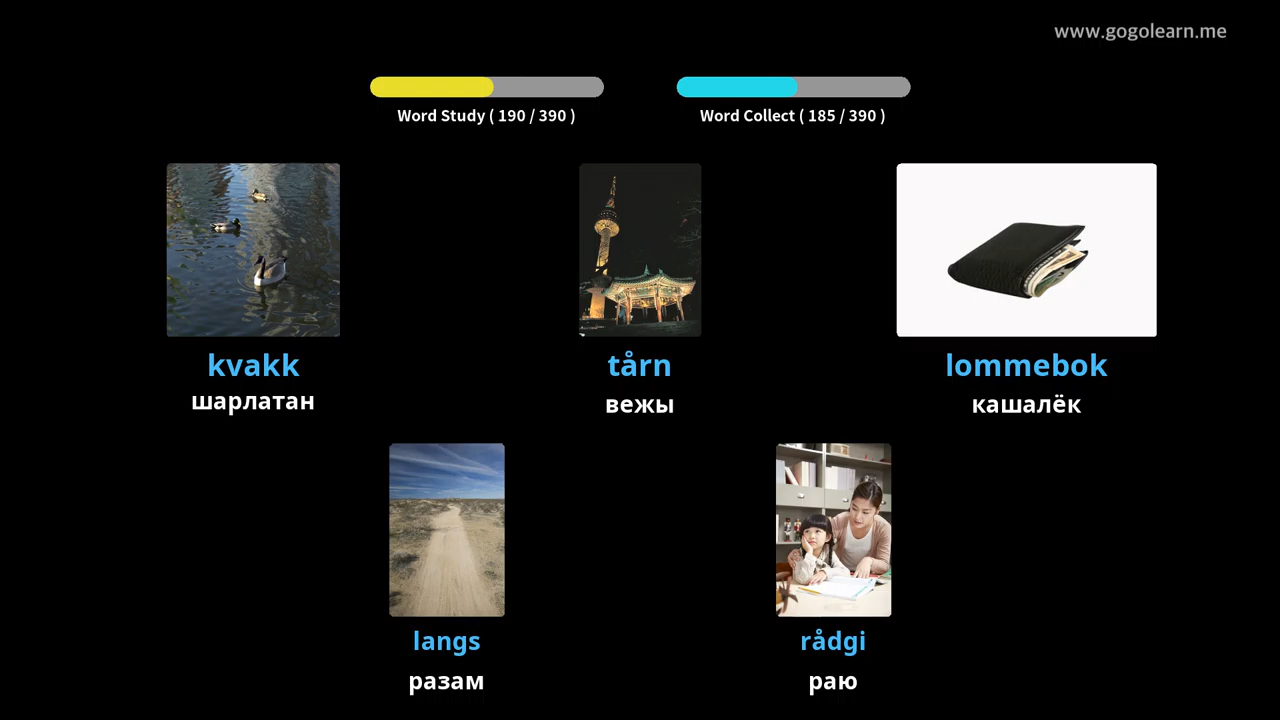 www.gogolearn.me
Word Study ( 190 / 390 )
Word Collect ( 185 / 390 )
kvakk
шарлатан
tårn
вежы
lommebok
кашалёк
langs
разам
rådgi
раю